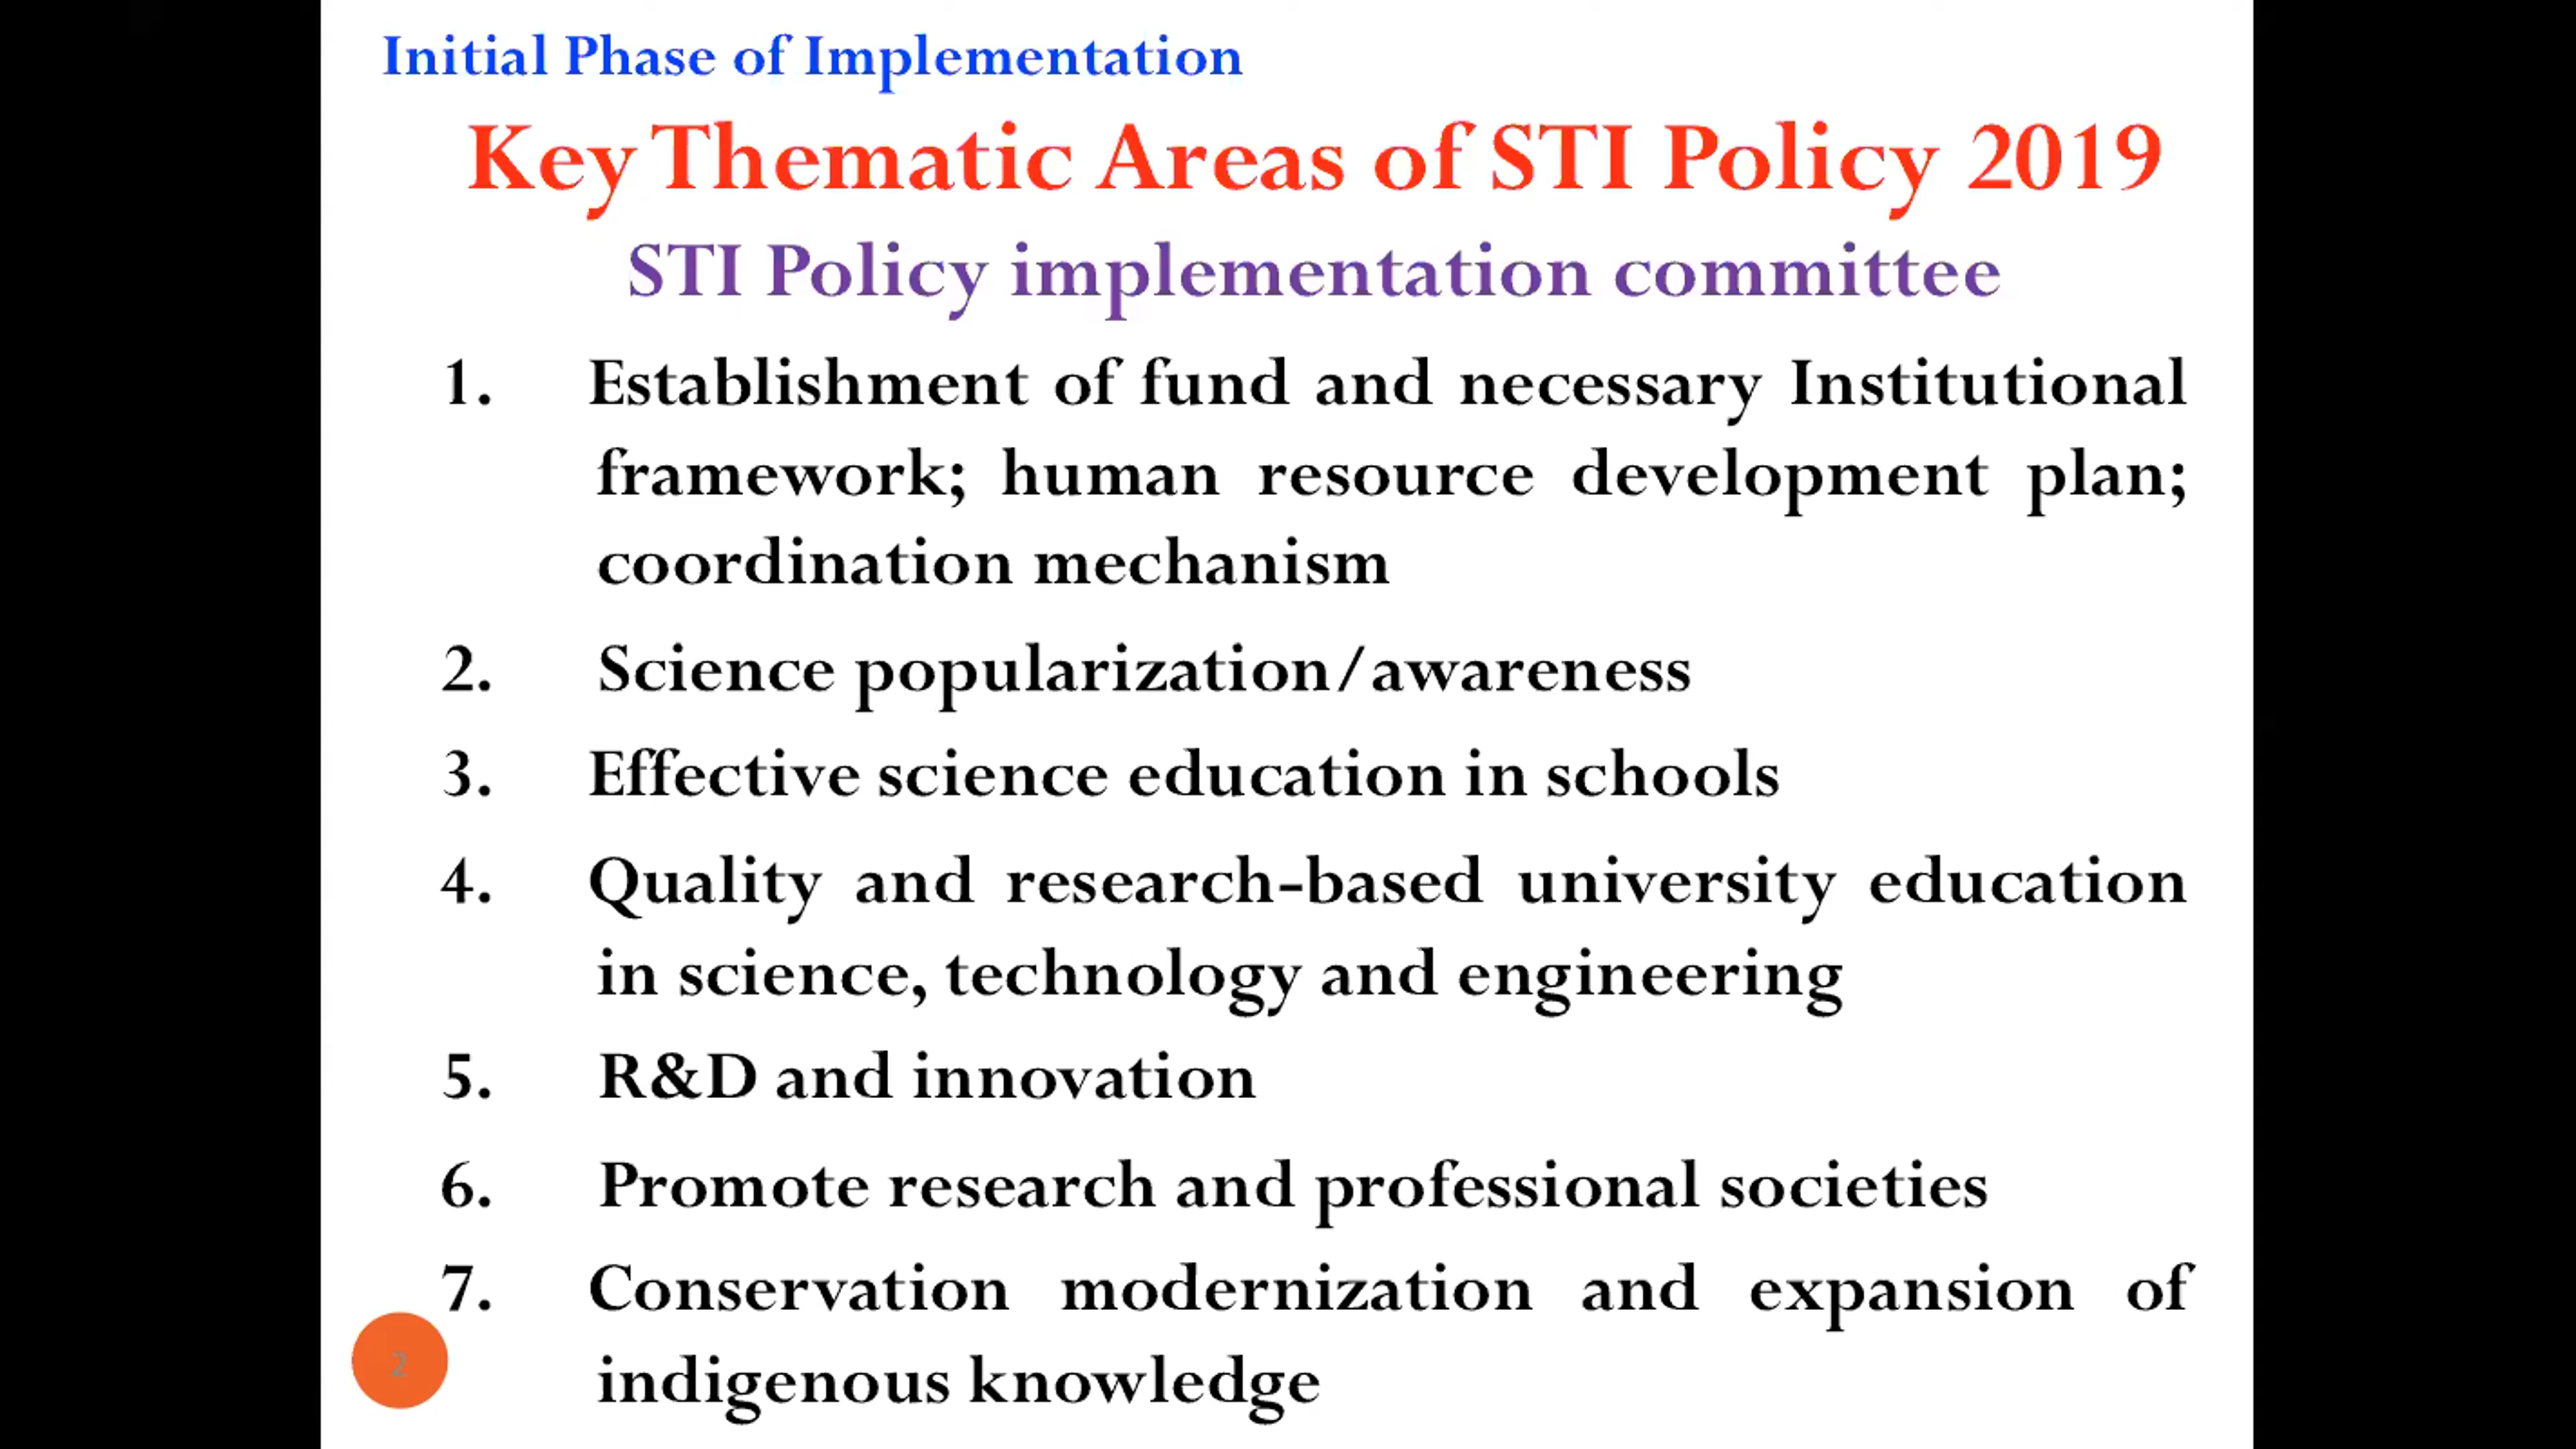 Initial Phase of Implementation
Key Thematic Areas of STI Policy 2019
STI Policy implementation committee
1. Establishment of fund and necessary Institutional
framework; human resource development plan;
coordination mechanism
2. Science popularization/awareness
3. Effective science education in schools
4. Quality and research-based university education
in science, technology and engineering
5. R&D and innovation
6. Promote research and professional societies
7. Conservation modernization and expansion of
indigenous knowledge
2